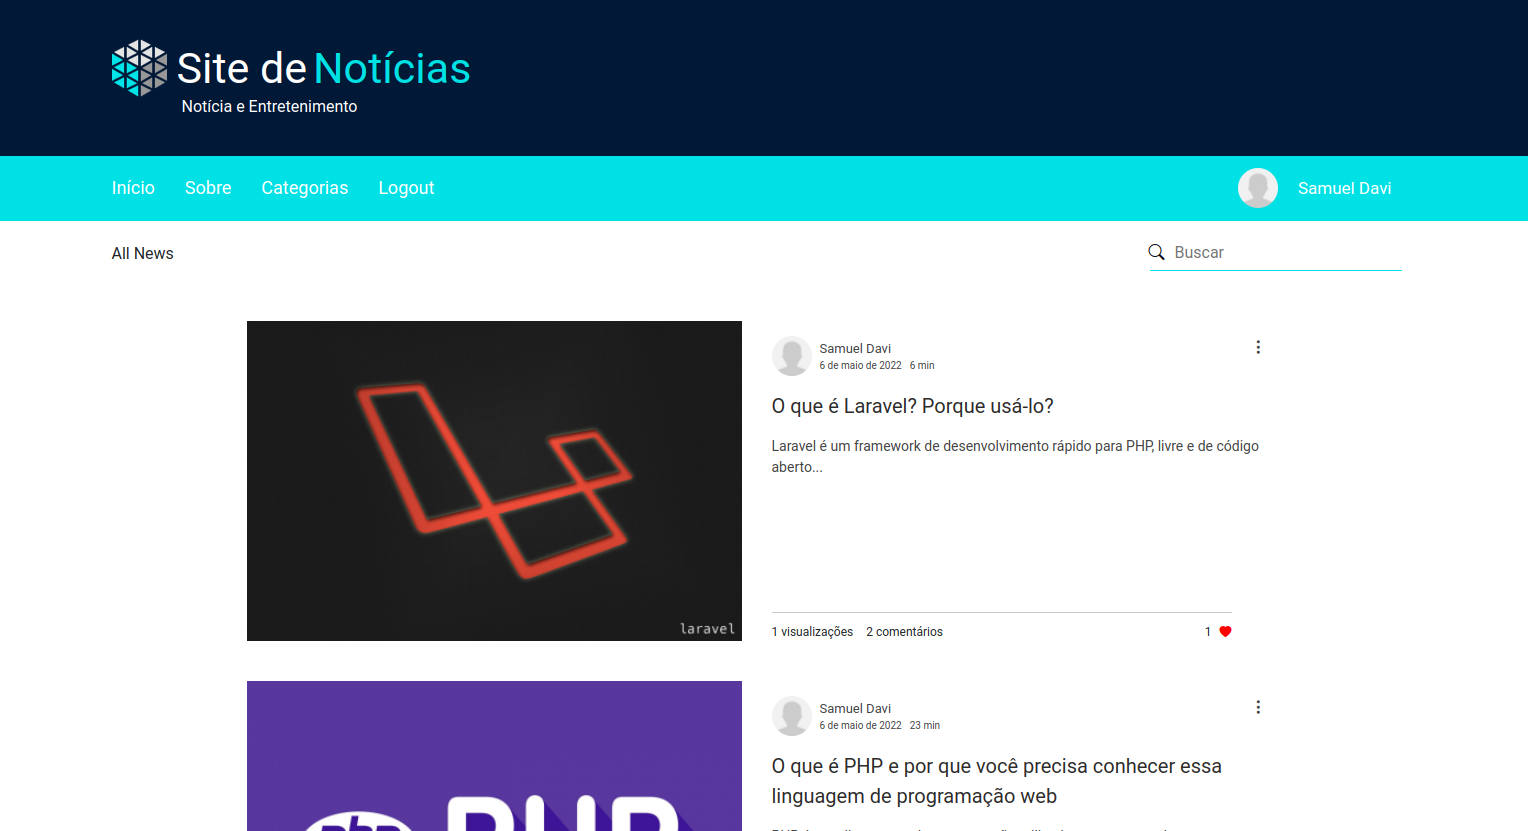 Site de Notícias
Notícia e Entretenimento
Início Sobre Categorias Logout Samuel Davi
All News
Buscar
Samuel Davi
6 de maio de 2022 6 min
O que é Laravel? Porque usá-lo?
Laravel é um framework de desenvolvimento rápido para PHP, livre e de código
aberto...
laravel
1 visualizações 2 comentários 1
Samuel Davi
6 de maio de 2022 23 min
O que é PHP e por que você precisa conhecer essa
linguagem de programação web